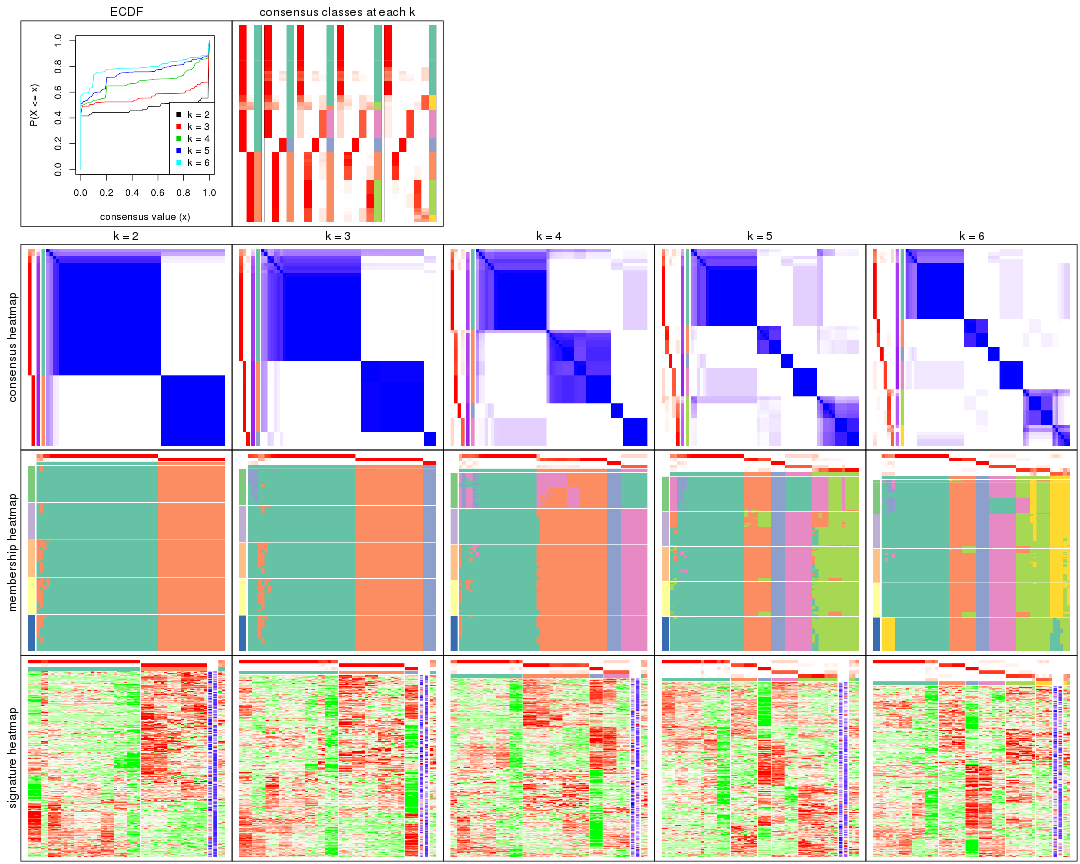 ECDF
consensus classes at each k
P(X <= x)
0.0 0.2 0.4 0.6 0.8 1.0
k = 2
k = 3
k = 4
k = 5
k = 6
0.0 0.2 0.4 0.6 0.8 1.0
consensus value (x)
k = 2 k = 3 k = 4 k = 5 k = 6
consensus heatmap
membership heatmap
signature heatmap